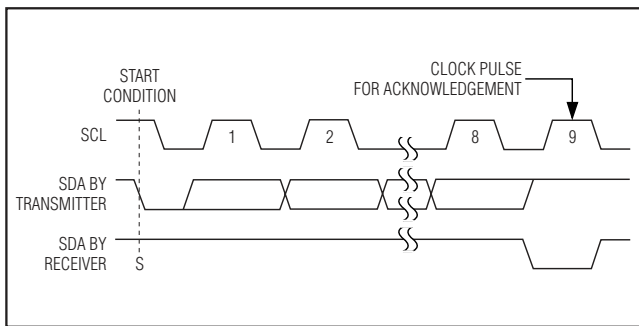 START
CONDITION
CLOCK PULSE
FOR ACKNOWLEDGEMENT
SCL
1
2
8
9
SDA BY
TRANSMITTER
SDA BY
RECEIVER
S